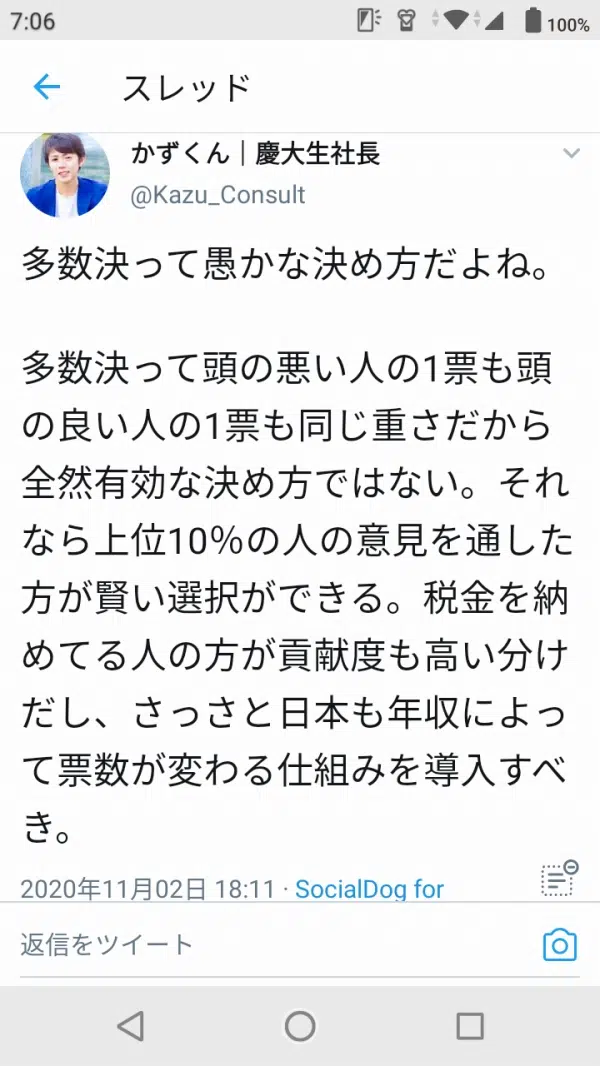 7:06
100%
スレッド
かずくん｜慶大生社長
@Kazu_Consult
多数決って愚かな決め方だよね。
多数決って頭の悪い人の1票も頭
の良い人の1票も同じ重さだから
全然有効な決め方ではない。それ
なら上位10%の人の意見を通した
方が賢い選択ができる。税金を納
めてる人の方が貢献度も高い分け
だし、さっさと日本も年収によっ
て票数が変わる仕組みを導入すべ
き。
2020年11月02日 18:11 · SocialDog for
返信をツイート